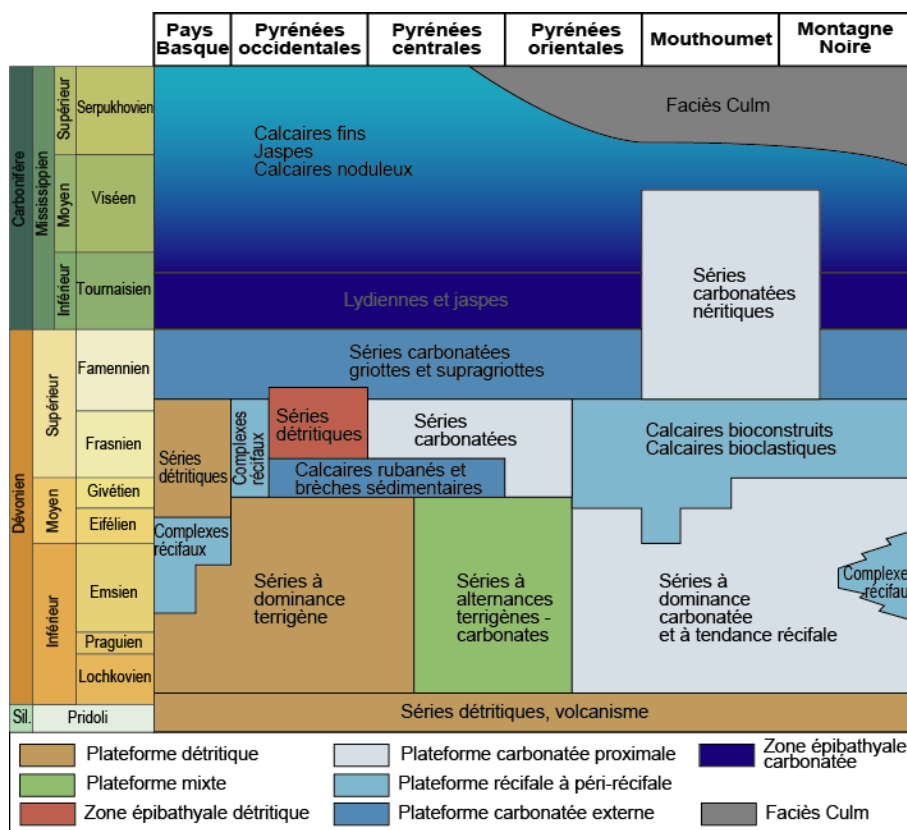 Pays
Basque
Pyrénées
occidentales
Pyrénées
centrales
Pyrénées
orientales
Mouthoumet
Montagne
Noire
Carbonifère
Mississippien
Supérieur
Serpukhovien
Moyen
Viséen
Inférieur
Tournaisien
Dévonien
Supérieur
Famennien
Frasnien
Moyen
Givétien
Eifélien
Inférieur
Emsien
Praguien
Lochkovien
Sil.
Pridoli
Faciès Culm
Calcaires fins
Jaspes
Calcaires noduleux
Lydiennes et jaspes
Séries
carbonatées
néritiques
Séries carbonatées
griottes et supragriottes
Séries
détritiques
Complexes
récifaux
Séries
détritiques
Séries
carbonatées
Calcaires bioconstruits
Calcaires bioclastiques
Calcaires rubanés et
brèches sédimentaires
Complexes
récifaux
Séries à
dominance
terrigène
Séries à
alternances
terrigènes -
carbonates
Séries à
dominance
carbonatée
et à tendance récifale
Complexes
récifaux
Séries détritiques, volcanisme
Plateforme détritique
Plateforme mixte
Zone épibathyale détritique
Plateforme carbonatée proximale
Plateforme récifale à péri-récifale
Plateforme carbonatée externe
Zone épibathyale
carbonatée
Faciès Culm